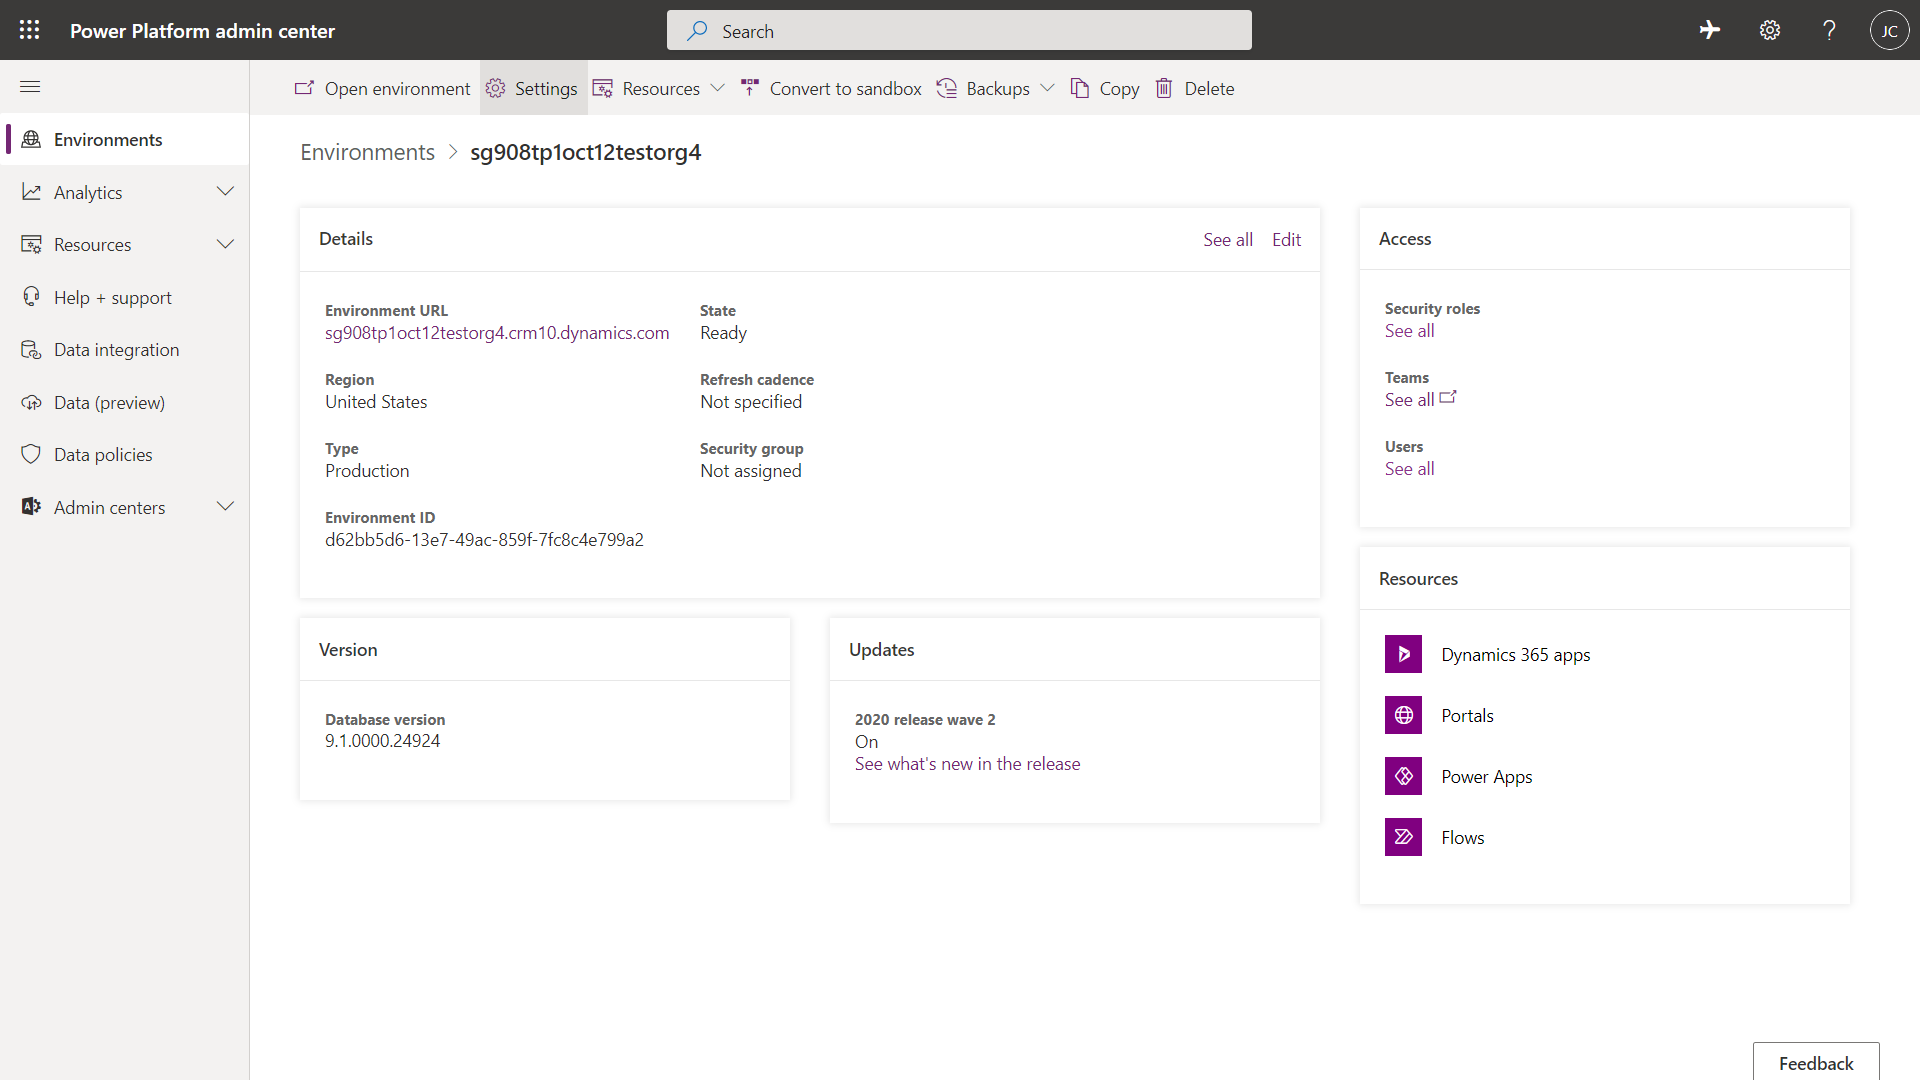 Power Platform admin center
Search
JC
Open environment
Settings
Resources
Convert to sandbox
Backups
Copy
Delete
Environments
Analytics
Resources
Help + support
Data integration
Data (preview)
Data policies
Admin centers
Environments > sg908tp1oct12testorg4
Details
See all
Edit
Environment URL
sg908tp1oct12testorg4.crm10.dynamics.com
State
Ready
Region
United States
Refresh cadence
Not specified
Type
Production
Security group
Not assigned
Environment ID
d62bb5d6-13e7-49ac-859f-7fc8c4e799a2
Version
Database version
9.1.0000.24924
Updates
2020 release wave 2
On
See what's new in the release
Access
Security roles
See all
Teams
See all
Users
See all
Resources
Dynamics 365 apps
Portals
Power Apps
Flows
Feedback